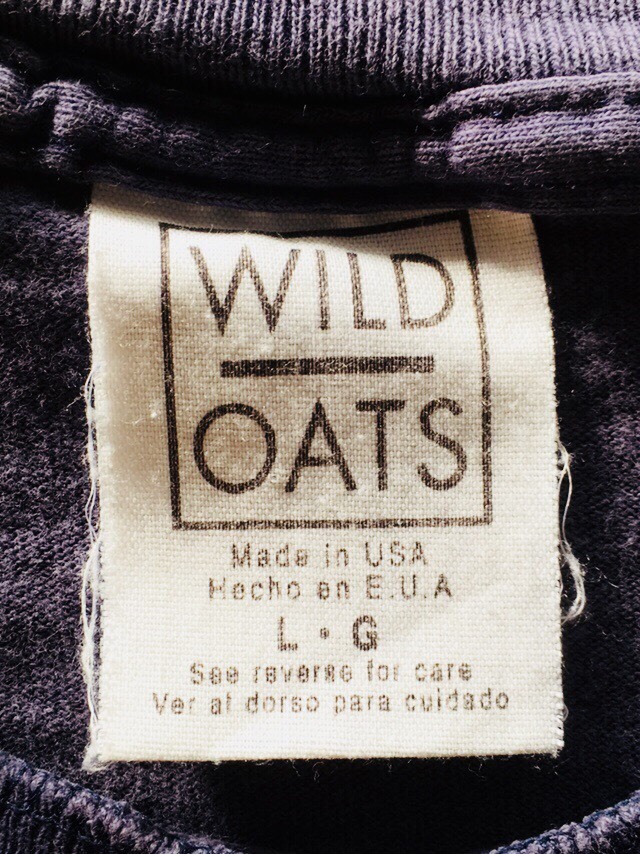 WILD
OATS
Made in USA
Hecho en E.U.A
L · G
See reverse for care
Ver al dorso para cuidado